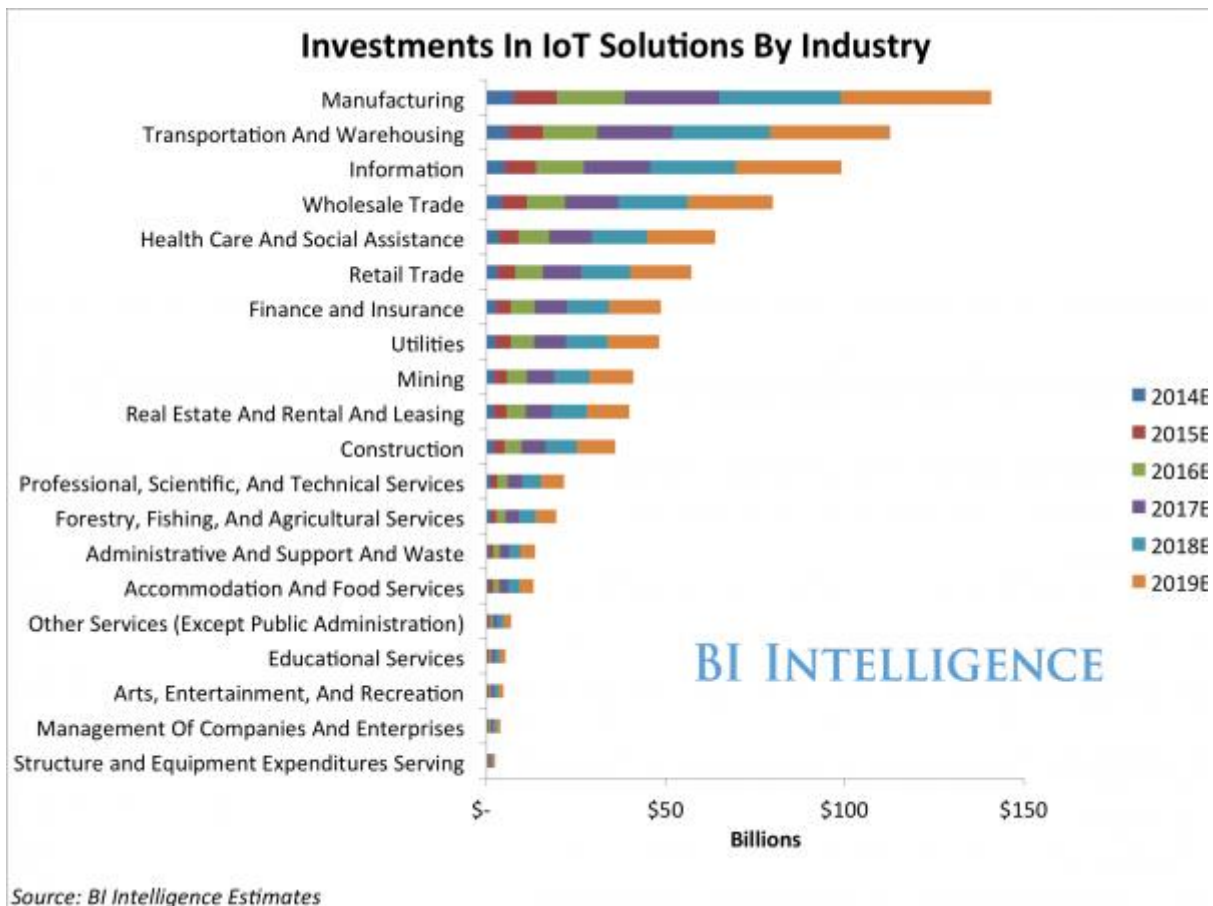 Investments In IoT Solutions By Industry
Manufacturing
Transportation And Warehousing
Information
Wholesale Trade
Health Care And Social Assistance
Retail Trade
Finance and Insurance
Utilities
Mining
Real Estate And Rental And Leasing
Construction
Professional, Scientific, And Technical Services
Forestry, Fishing, And Agricultural Services
Administrative And Support And Waste
Accommodation And Food Services
Other Services (Except Public Administration)
Educational Services
Arts, Entertainment, And Recreation
Management Of Companies And Enterprises
Structure and Equipment Expenditures Serving
2014E
2015E
2016E
2017E
2018E
2019E
BI INTELLIGENCE
$- $50 $100 $150
Billions
Source: BI Intelligence Estimates